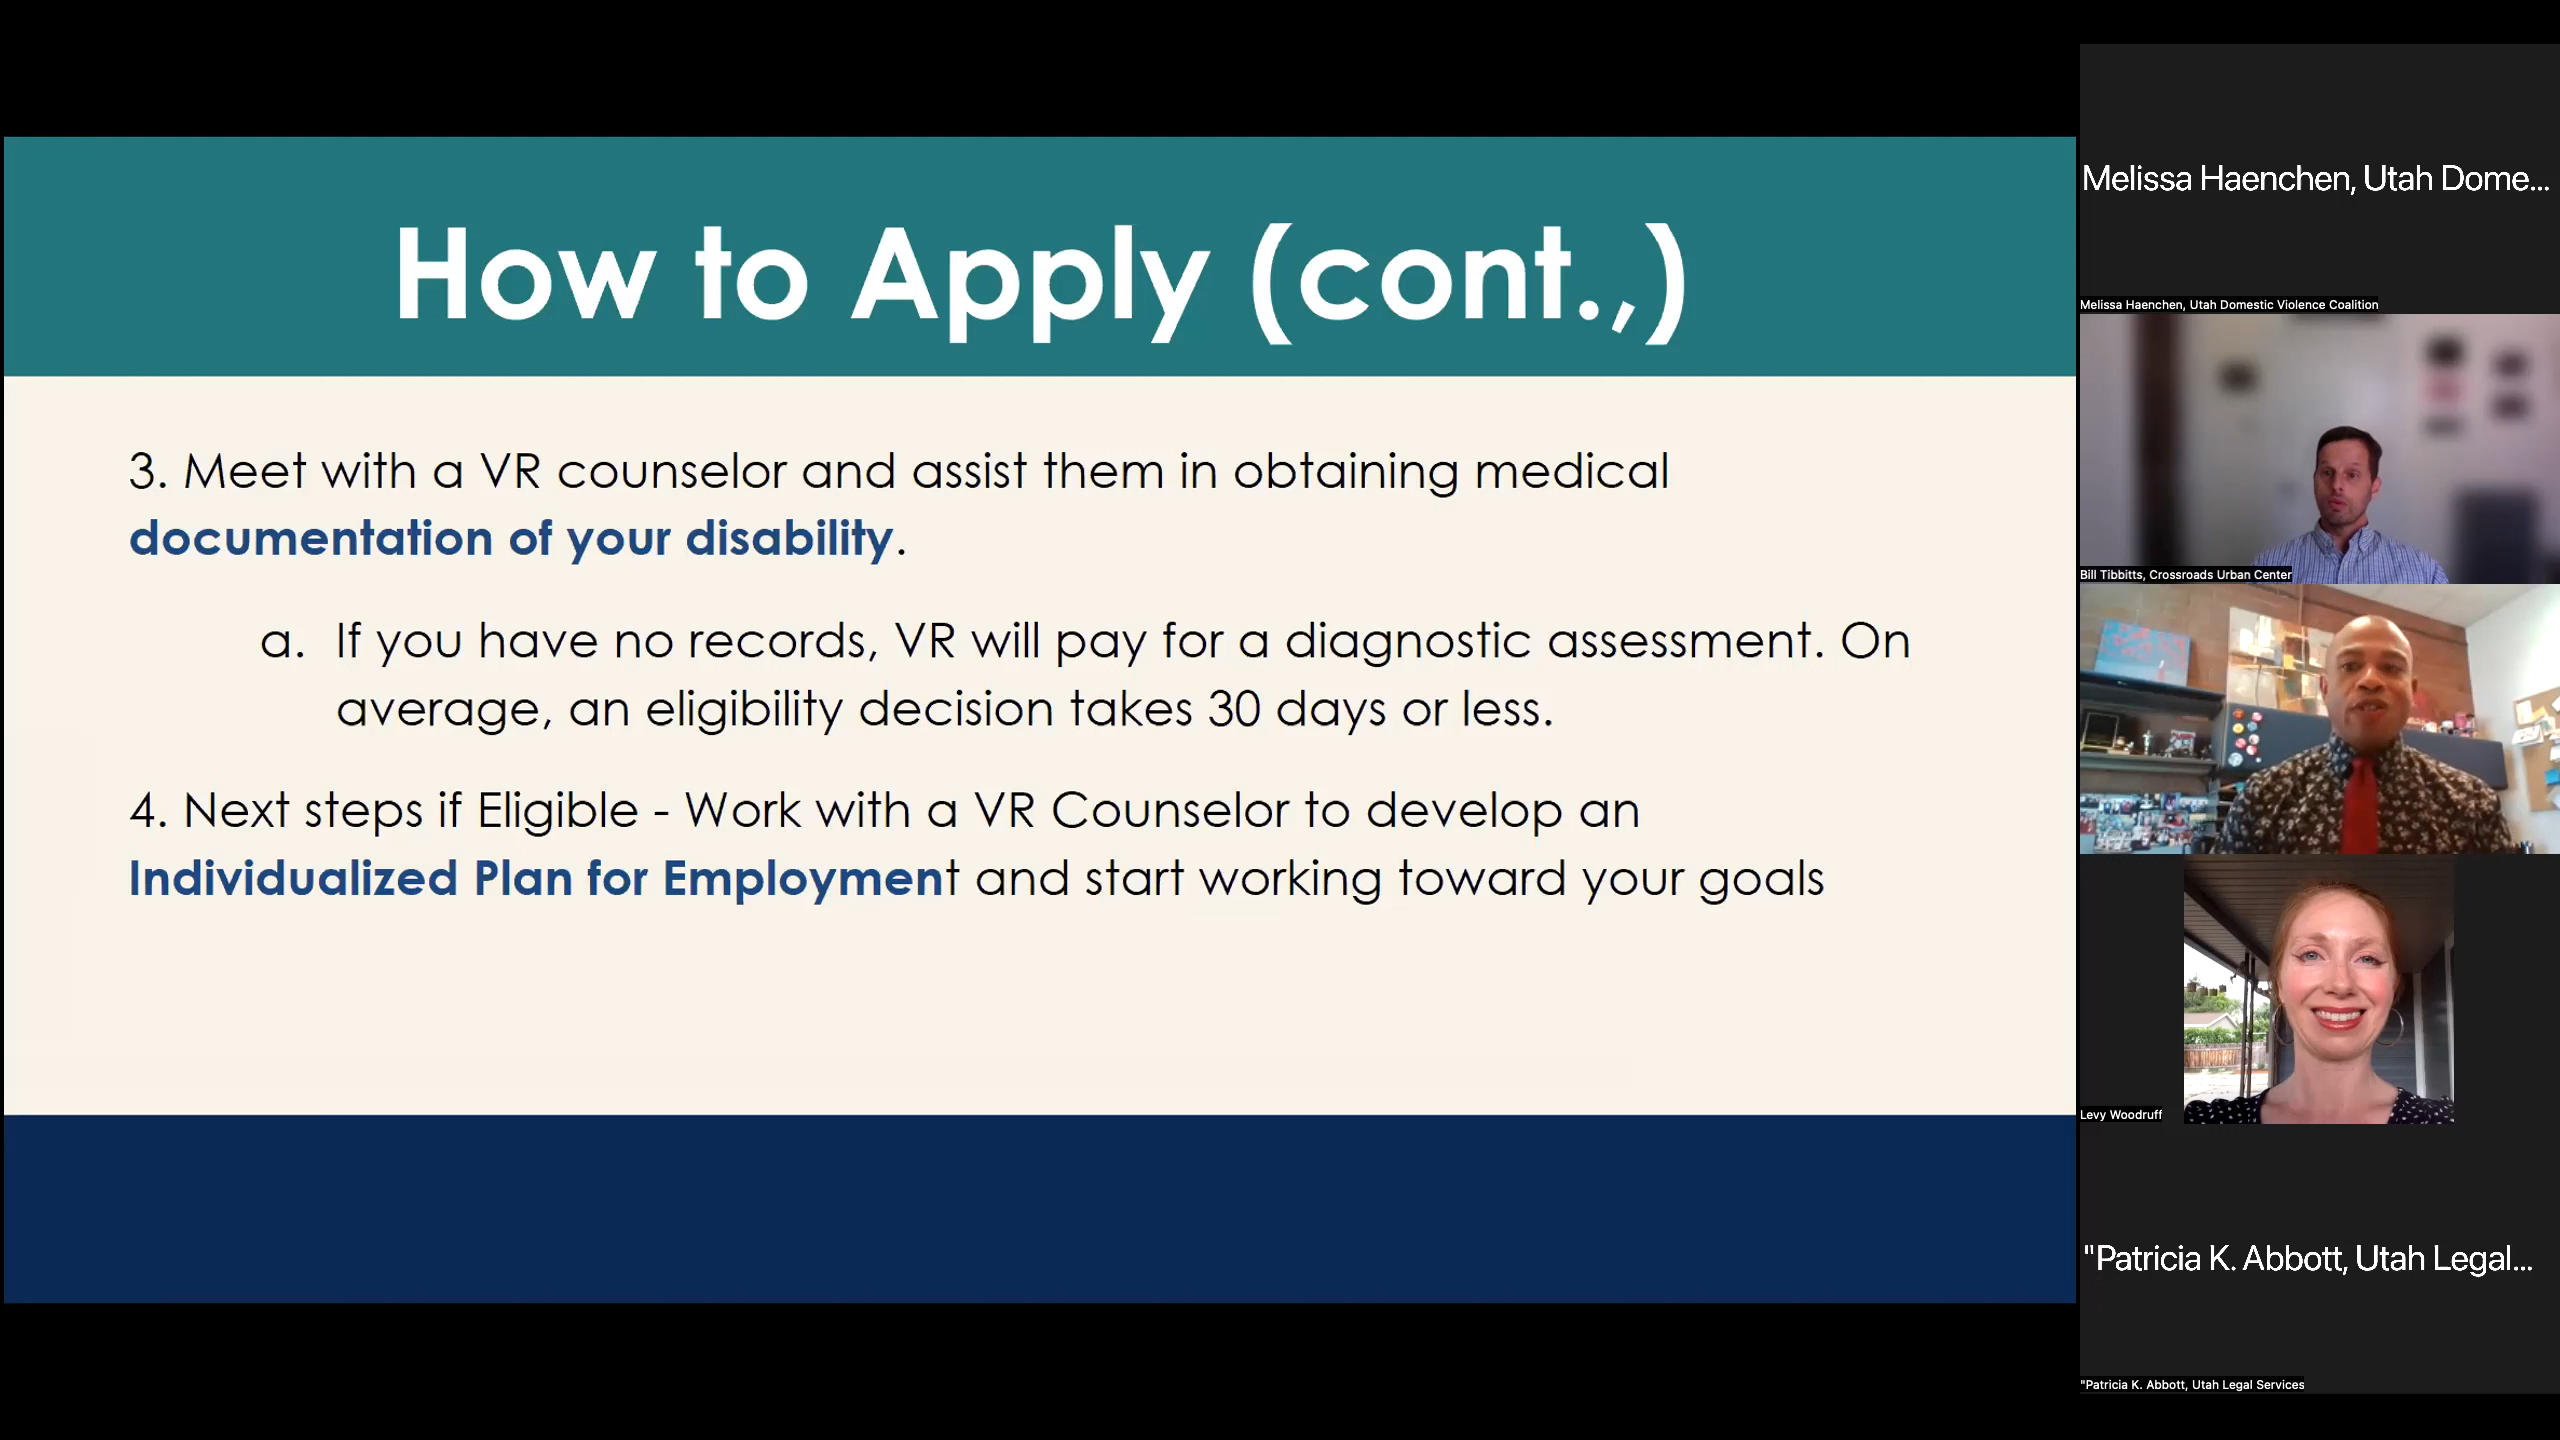 How to Apply (cont.,)
3. Meet with a VR counselor and assist them in obtaining medical
documentation of your disability.
a. If you have no records, VR will pay for a diagnostic assessment. On
average, an eligibility decision takes 30 days or less.
4. Next steps if Eligible - Work with a VR Counselor to develop an
Individualized Plan for Employment and start working toward your goals
Melissa Haenchen, Utah Dome...
Melissa Haenchen, Utah Domestic Violence Coalition
Bill Tibbitts, Crossroads Urban Center
Levy Woodruff
"Patricia K. Abbott, Utah Legal...
"Patricia K. Abbott, Utah Legal Services